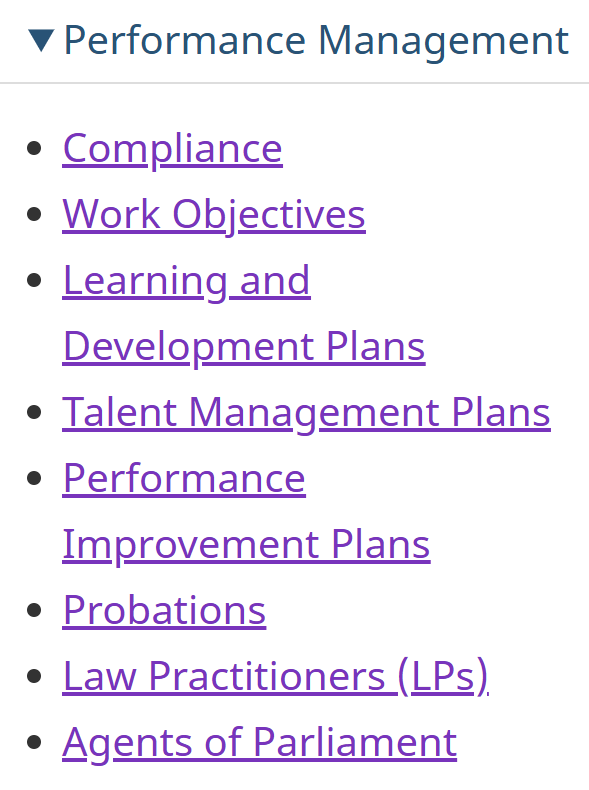 ▼ Performance Management
• Compliance
• Work Objectives
• Learning and
Development Plans
• Talent Management Plans
• Performance
Improvement Plans
• Probations
• Law Practitioners (LPs)
• Agents of Parliament